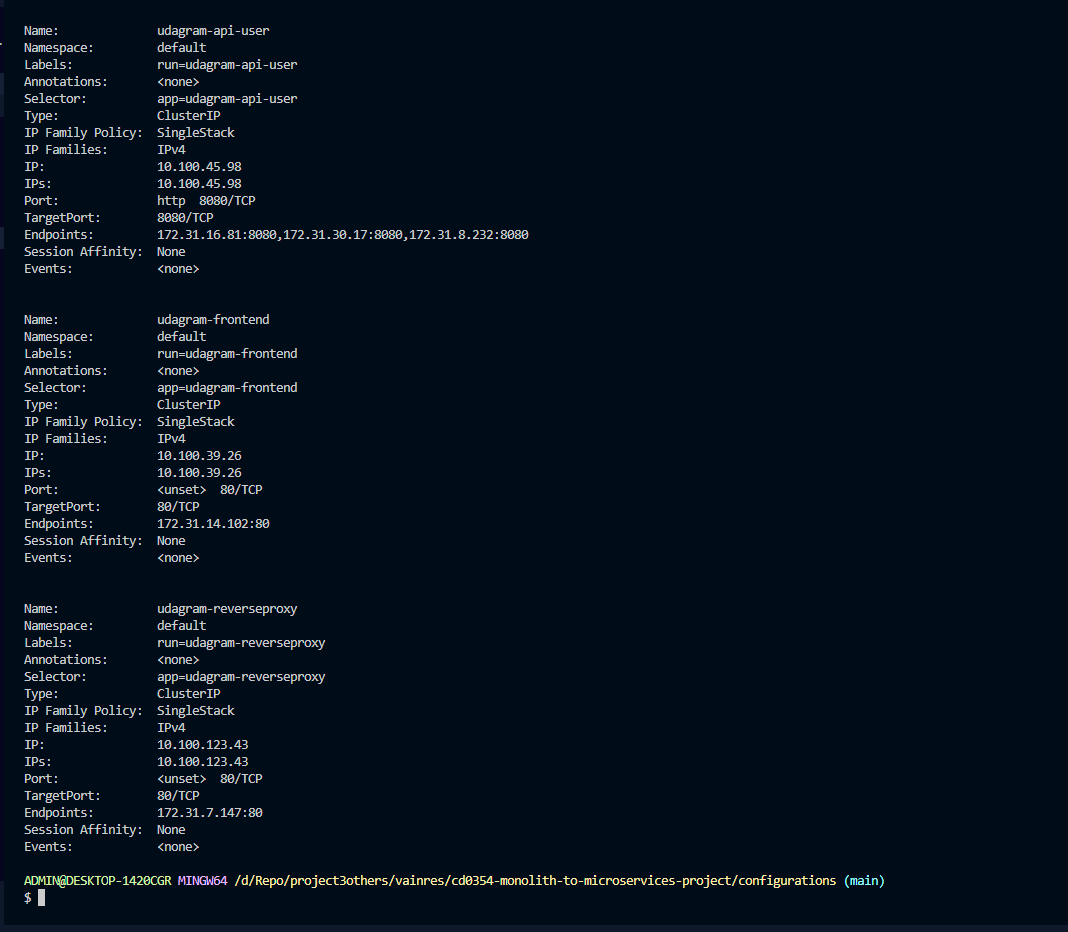 Name:              udagram-api-user
Namespace:         default
Labels:            run=udagram-api-user
Annotations:       <none>
Selector:          app=udagram-api-user
Type:              ClusterIP
IP Family Policy:  SingleStack
IP Families:       IPv4
IP:                10.100.45.98
IPs:               10.100.45.98
Port:              http  8080/TCP
TargetPort:        8080/TCP
Endpoints:         172.31.16.81:8080,172.31.30.17:8080,172.31.8.232:8080
Session Affinity:  None
Events:            <none>
Name:              udagram-frontend
Namespace:         default
Labels:            run=udagram-frontend
Annotations:       <none>
Selector:          app=udagram-frontend
Type:              ClusterIP
IP Family Policy:  SingleStack
IP Families:       IPv4
IP:                10.100.39.26
IPs:               10.100.39.26
Port:              <unset>  80/TCP
TargetPort:        80/TCP
Endpoints:         172.31.14.102:80
Session Affinity:  None
Events:            <none>
Name:              udagram-reverseproxy
Namespace:         default
Labels:            run=udagram-reverseproxy
Annotations:       <none>
Selector:          app=udagram-reverseproxy
Type:              ClusterIP
IP Family Policy:  SingleStack
IP Families:       IPv4
IP:                10.100.123.43
IPs:               10.100.123.43
Port:              <unset>  80/TCP
TargetPort:        80/TCP
Endpoints:         172.31.7.147:80
Session Affinity:  None
Events:            <none>
ADMIN@DESKTOP-1420CGR MINGW64 /d/Repo/project3others/vainres/cd0354-monolith-to-microservices-project/configurations (main)
$